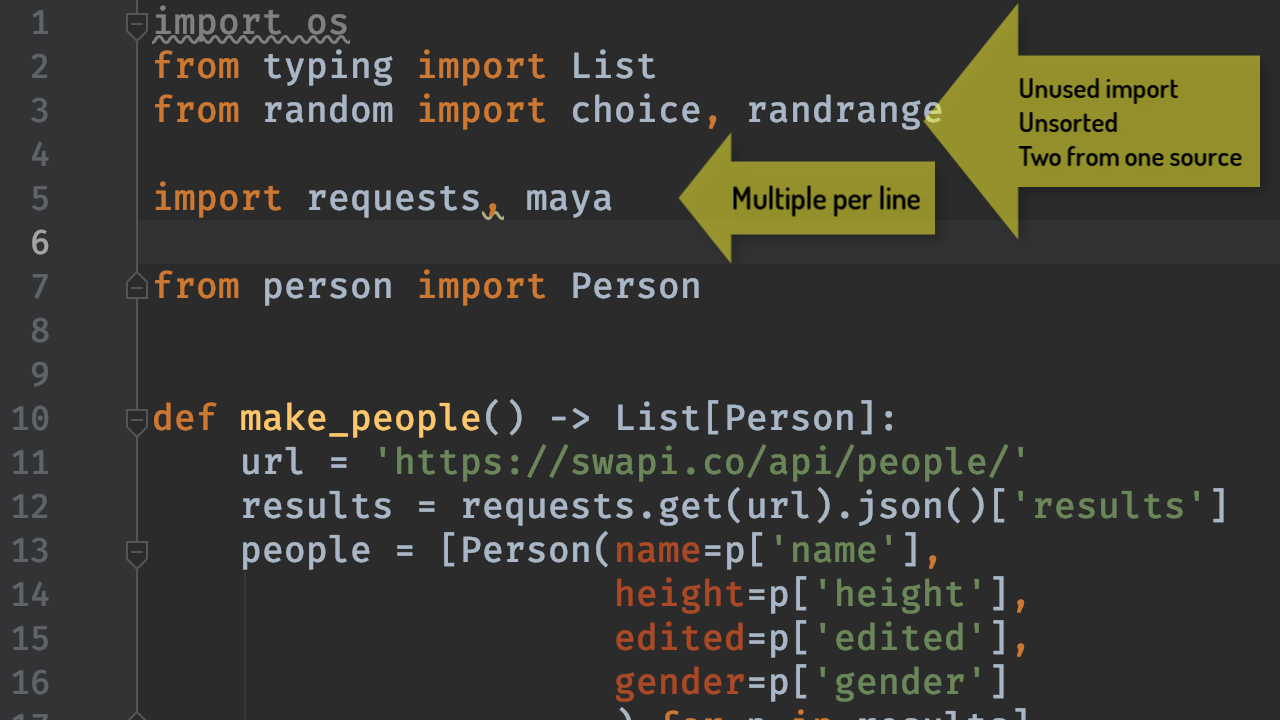 1 import os
2 from typing import List
3 from random import choice, randrange
Unused import
Unsorted
Two from one source
4
5 import requests, maya
Multiple per line
6
7 from person import Person
8
9
10 def make_people() -> List[Person]:
11 url = 'https://swapi.co/api/people/'
12 results = requests.get(url).json()['results']
13 people = [Person(name=p['name'],
14 height=p['height'],
15 edited=p['edited'],
16 gender=p['gender']
17 ) for p in results]